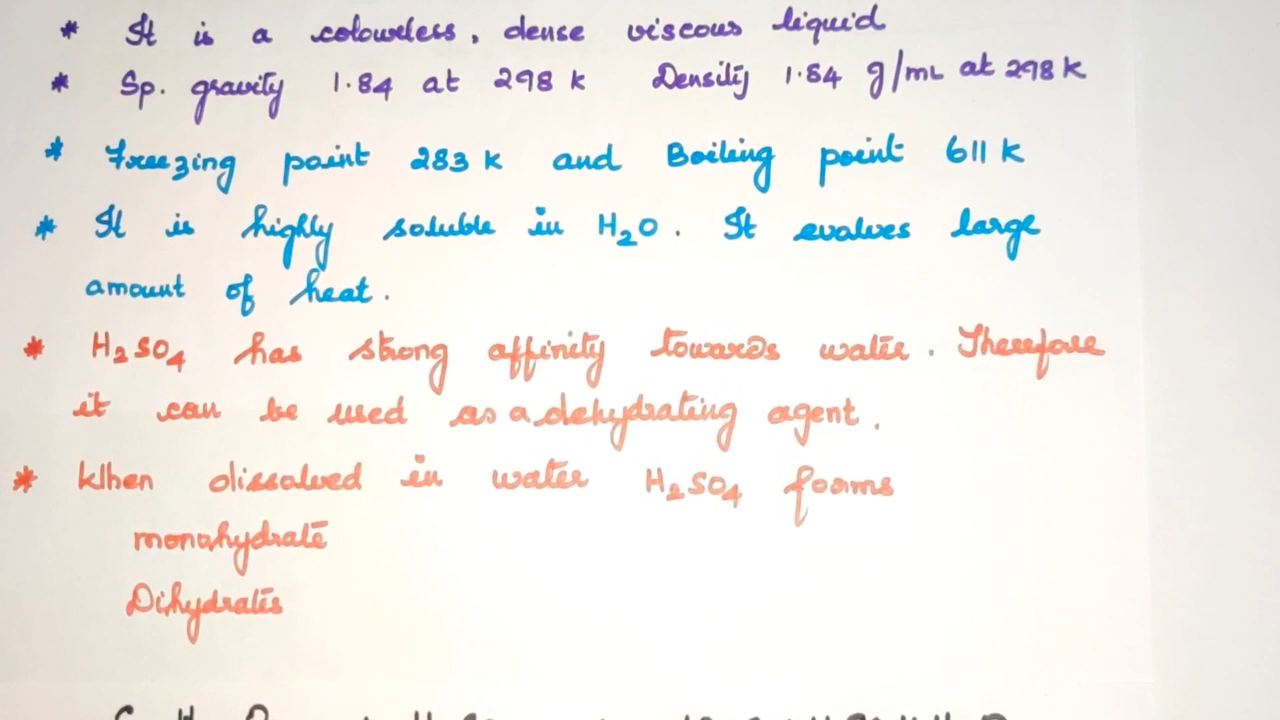 * It is a colourless, dense viscous liquid
* Sp. gravity 1.84 at 298 K Density 1.84 g/mL at 298 K
* Freezing point 283 K and Boiling point 611 K
* It is highly soluble in H₂O. It evolves large
amount of heat.
* H₂SO₄ has strong affinity towards water. Therefore
it can be used as a dehydrating agent.
* When dissolved in water H₂SO₄ forms
monohydrate
Dihydrates